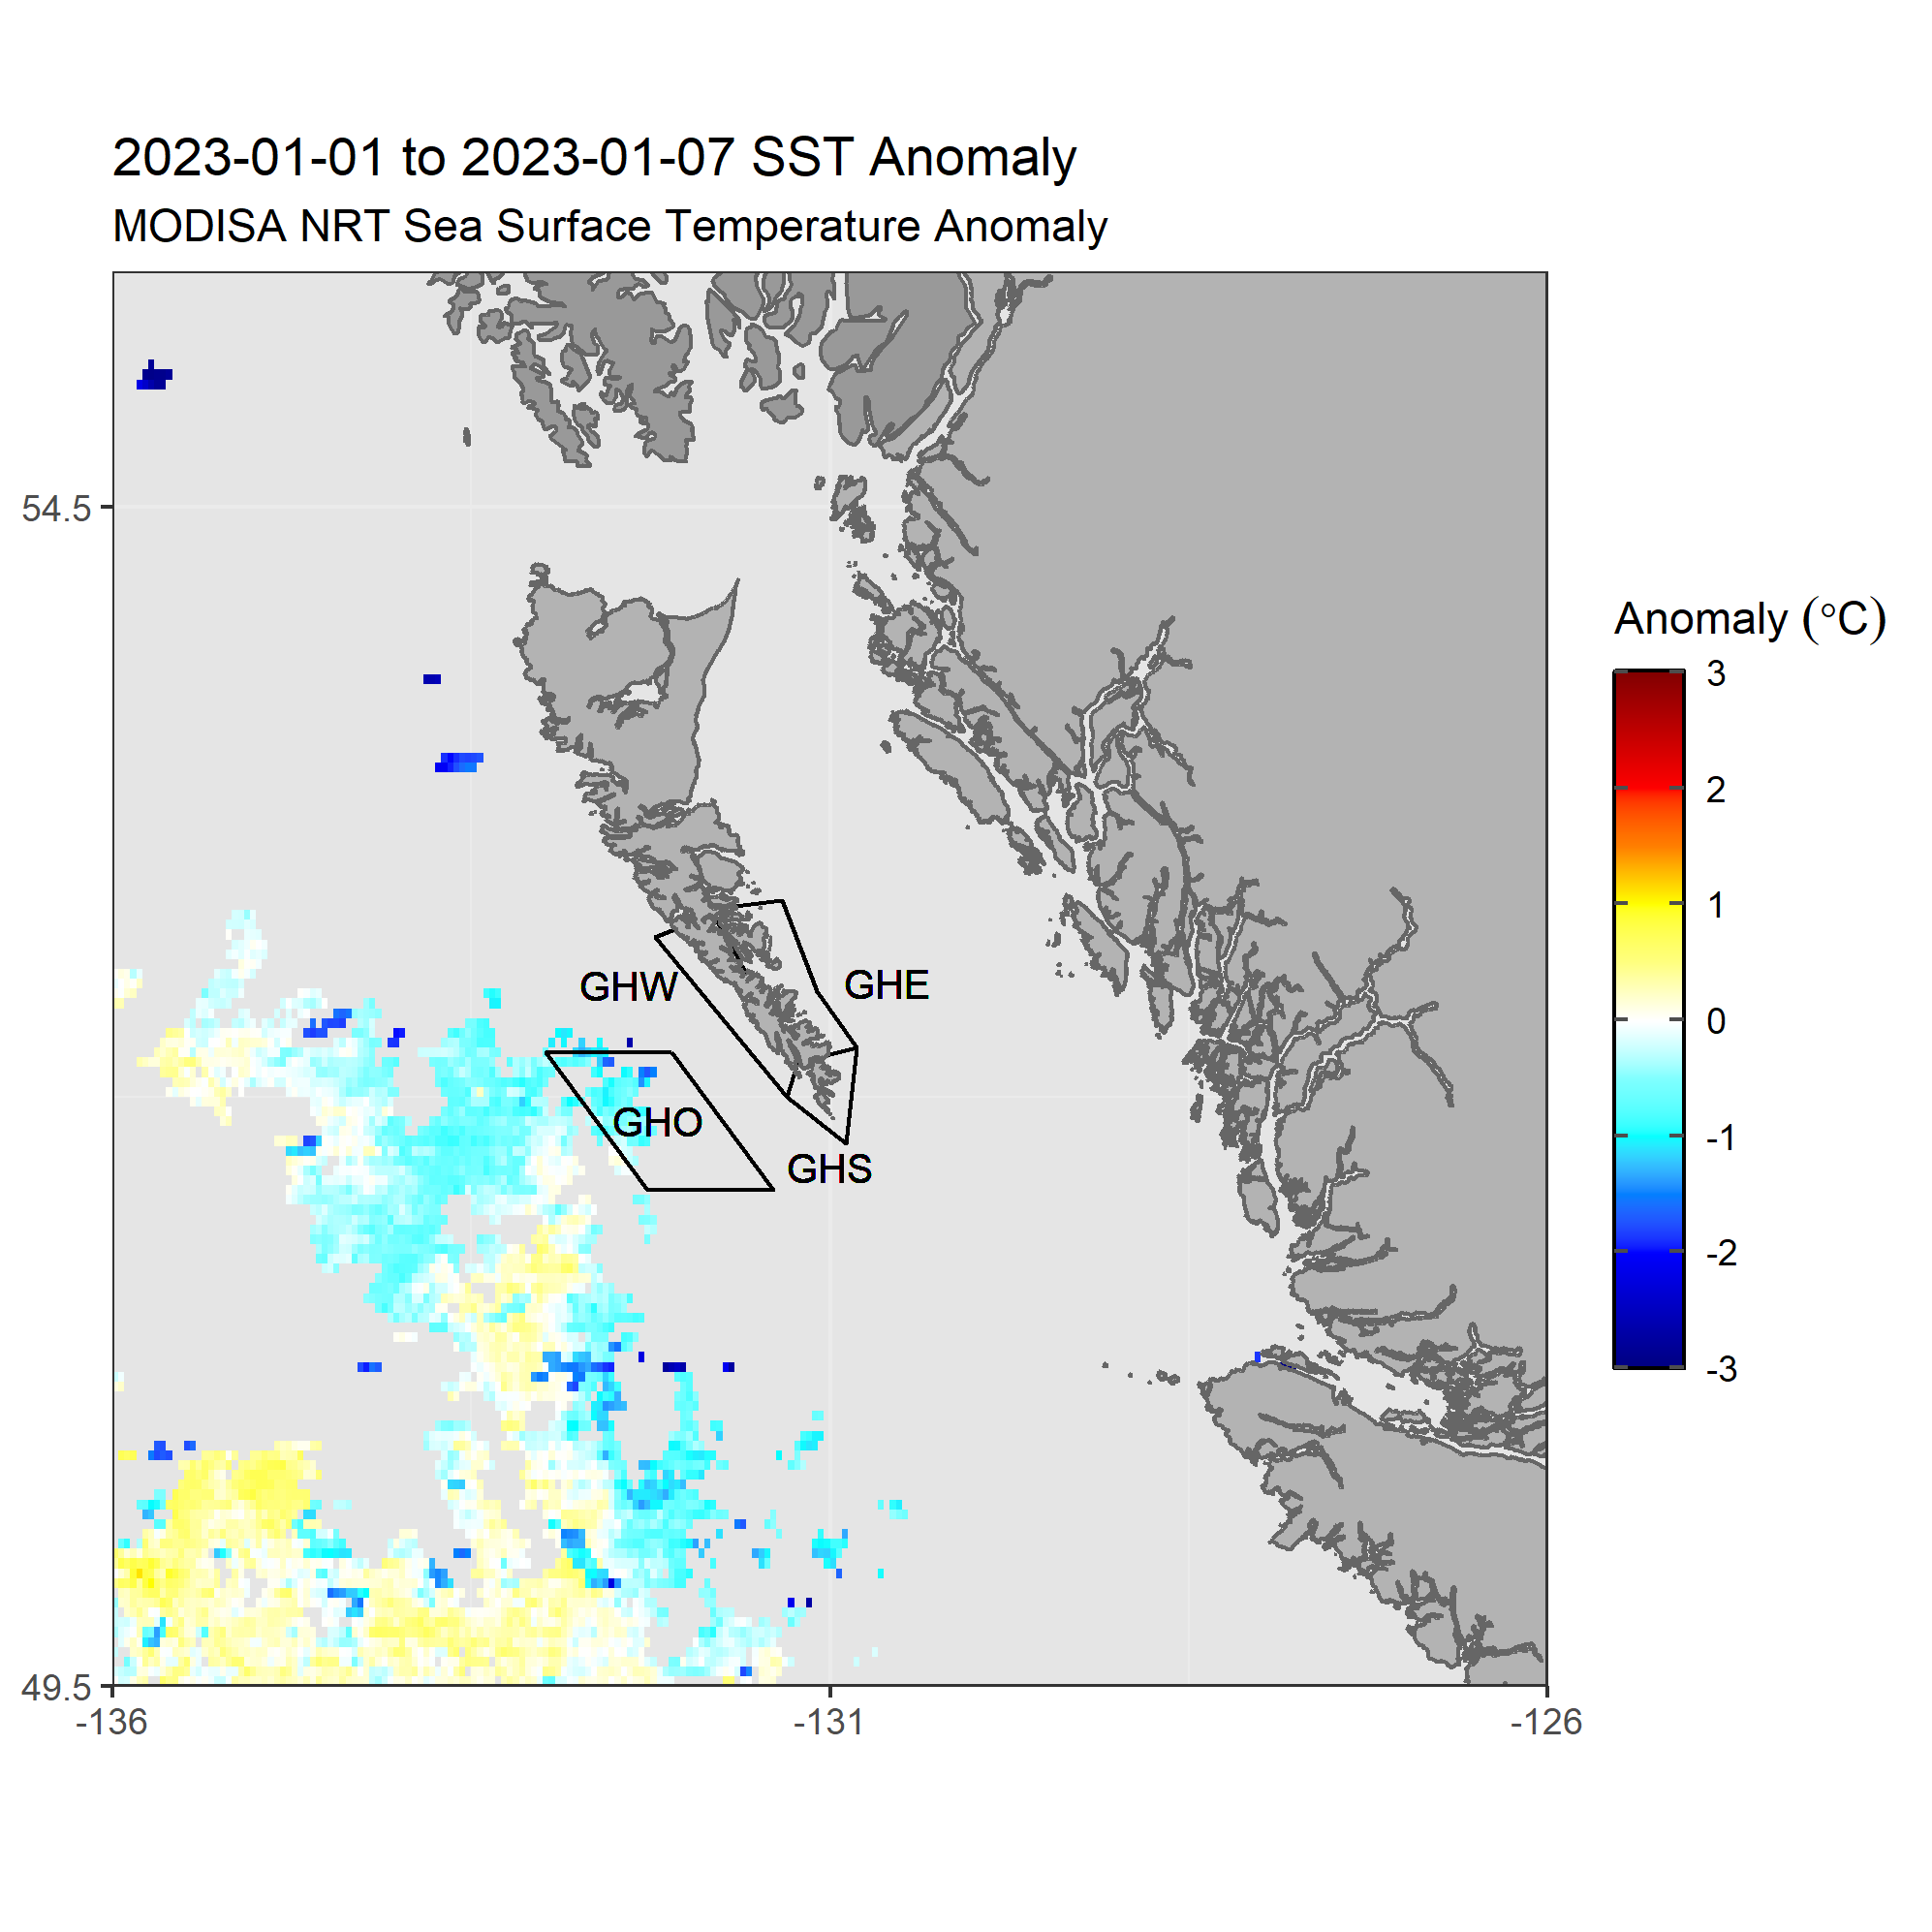 2023-01-01 to 2023-01-07 SST Anomaly
MODISA NRT Sea Surface Temperature Anomaly
54.5
49.5
-136
-131
-126
GHW
GHE
GHO
GHS
Anomaly (°C)
3
2
1
0
-1
-2
-3